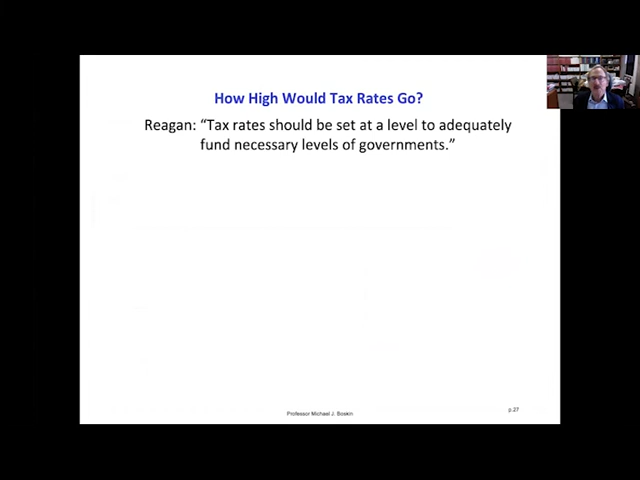 How High Would Tax Rates Go?
Reagan: “Tax rates should be set at a level to adequately
fund necessary levels of governments.”
Professor Michael J. Boskin
p.27